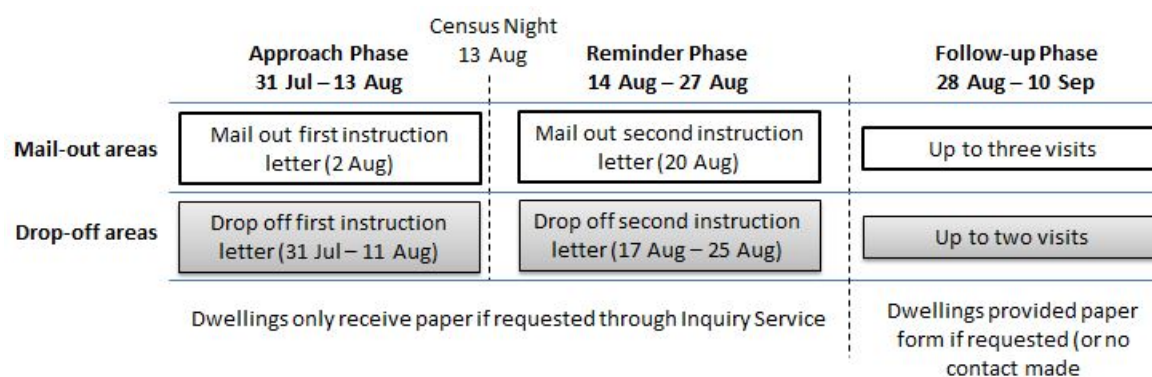 Census Night
13 Aug
Approach Phase
31 Jul – 13 Aug
Reminder Phase
14 Aug – 27 Aug
Follow-up Phase
28 Aug – 10 Sep
Mail-out areas
Mail out first instruction
letter (2 Aug)
Mail out second instruction
letter (20 Aug)
Up to three visits
Drop-off areas
Drop off first instruction
letter (31 Jul – 11 Aug)
Drop off second instruction
letter (17 Aug – 25 Aug)
Up to two visits
Dwellings only receive paper if requested through Inquiry Service
Dwellings provided paper
form if requested (or no
contact made